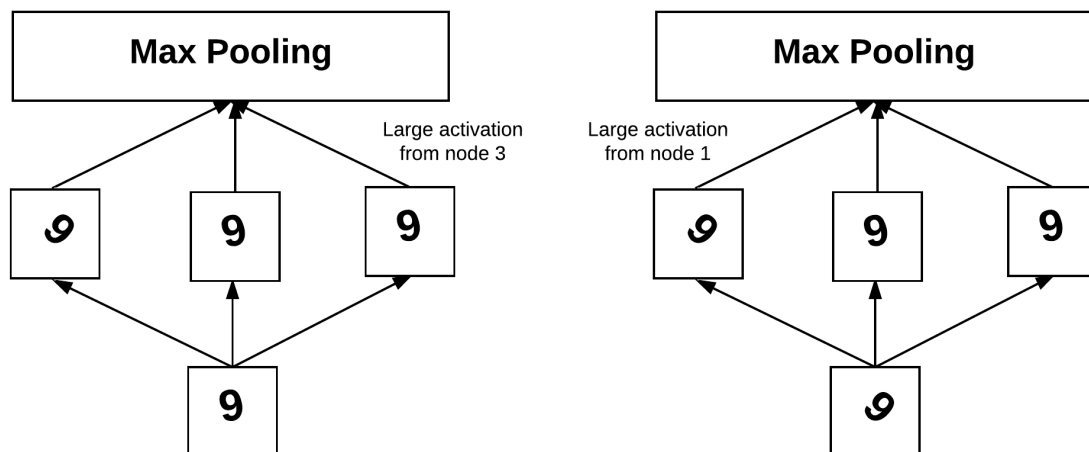 Max Pooling
Large activation
from node 3
9
9
9
9
Max Pooling
Large activation
from node 1
9
9
9
9